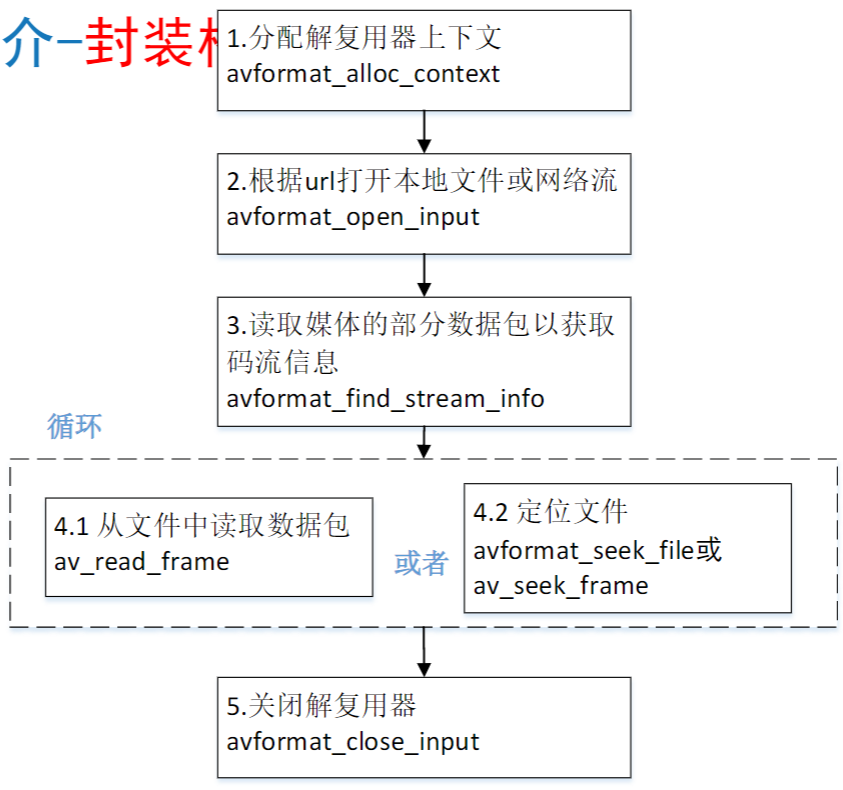 介-封装
1.分配解复用器上下文
avformat_alloc_context
2.根据url打开本地文件或网络流
avformat_open_input
3.读取媒体的部分数据包以获取
码流信息
avformat_find_stream_info
循环
4.1 从文件中读取数据包
av_read_frame
或者
4.2 定位文件
avformat_seek_file或
av_seek_frame
5.关闭解复用器
avformat_close_input